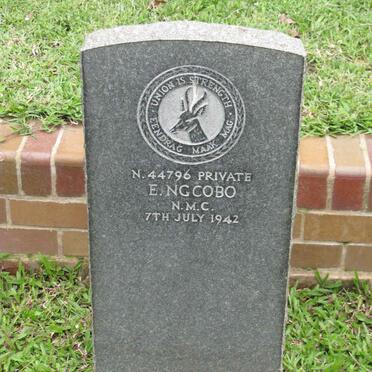 UNION IS STRENGTH
EENDRAG MAAK MAG
N. 44796 PRIVATE
E. NGCOBO
N.M.C.
7TH JULY 1942